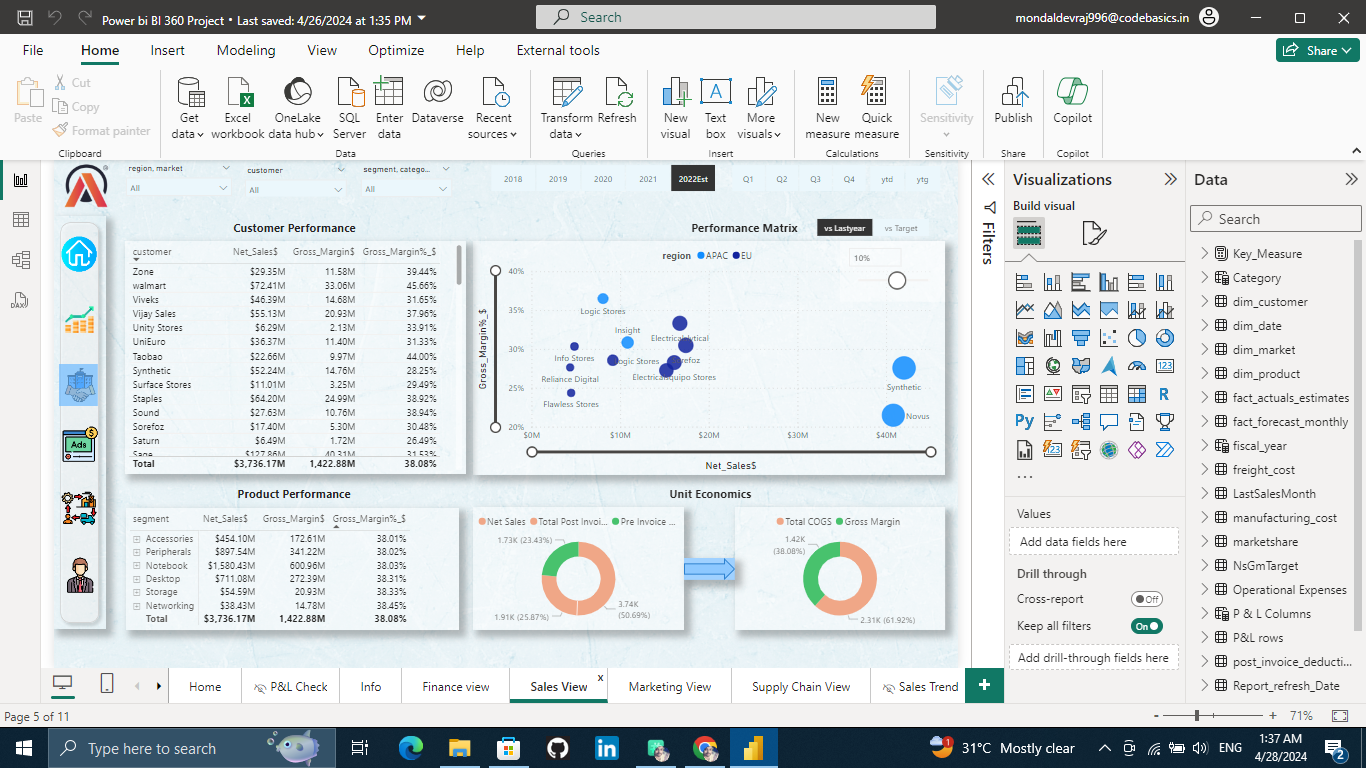 Power bi BI 360 Project • Last saved: 4/26/2024 at 1:35 PM
Search
mondaldevraj996@codebasics.in
File Home Insert Modeling View Optimize Help External tools
Share
Paste
Cut
Copy
Format painter
Get data
Excel workbook
OneLake data hub
SQL Server
Enter data
Dataverse
Recent sources
Transform data
Refresh
New visual
Text box
More visuals
New measure
Quick measure
Sensitivity
Publish
Copilot
Clipboard Data Queries Insert Calculations Sensitivity Share Copilot
region, market
All
customer
All
segment, catego...
All
2018 2019 2020 2021 2022Est
Q1 Q2 Q3 Q4 ytd ytg
Customer Performance
customer Net_Sales$ Gross_Margin$ Gross_Margin%_$
Zone $29.35M 11.58M 39.44%
walmart $72.41M 33.06M 45.66%
Viveks $46.39M 14.68M 31.65%
Vijay Sales $55.13M 20.93M 37.96%
Unity Stores $6.29M 2.13M 33.91%
UniEuro $36.37M 11.40M 31.33%
Taobao $22.66M 9.97M 44.00%
Synthetic $52.24M 14.76M 28.25%
Surface Stores $11.01M 3.25M 29.49%
Staples $64.20M 24.99M 38.92%
Sound $27.63M 10.76M 38.94%
Sorefoz $17.40M 5.30M 30.48%
Saturn $6.49M 1.72M 26.49%
Sage $127.86M 40.31M 31.53%
Total $3,736.17M 1,422.88M 38.08%
Performance Matrix
vs Lastyear vs Target
region APAC EU
10%
Gross_Margin%_$
40%
35%
30%
25%
20%
Logic Stores
Insight
Info Stores
Logic Stores
Reliance Digital
Flawless Stores
Synthetic
Novus
$0M $10M $20M $30M $40M
Net_Sales$
Product Performance
segment Net_Sales$ Gross_Margin$ Gross_Margin%_$
Accessories $454.10M 172.61M 38.01%
Peripherals $897.54M 341.22M 38.02%
Notebook $1,580.43M 600.96M 38.03%
Desktop $711.08M 272.39M 38.31%
Storage $54.59M 20.93M 38.33%
Networking $38.43M 14.78M 38.45%
Total $3,736.17M 1,422.88M 38.08%
Unit Economics
Net Sales Total Post Invoi... Pre Invoice ...
1.73K (23.43%)
3.74K
(50.69%)
1.91K (25.87%)
Total COGS Gross Margin
1.42K
(38.08%)
2.31K (61.92%)
Ads
Filters
Visualizations
Build visual
Values
Add data fields here
Drill through
Cross-report Off
Keep all filters On
Add drill-through fields here
Data
Search
Key_Measure
Category
dim_customer
dim_date
dim_market
dim_product
fact_actuals_estimates
fact_forecast_monthly
fiscal_year
freight_cost
LastSalesMonth
manufacturing_cost
marketshare
NsGmTarget
Operational Expenses
P & L Columns
P&L rows
post_invoice_deducti...
Report_refresh_Date
Home P&L Check Info Finance view Sales View x Marketing View Supply Chain View Sales Trend +
Page 5 of 11
- + 71%
Type here to search
31°C Mostly clear
ENG
1:37 AM
4/28/2024
2